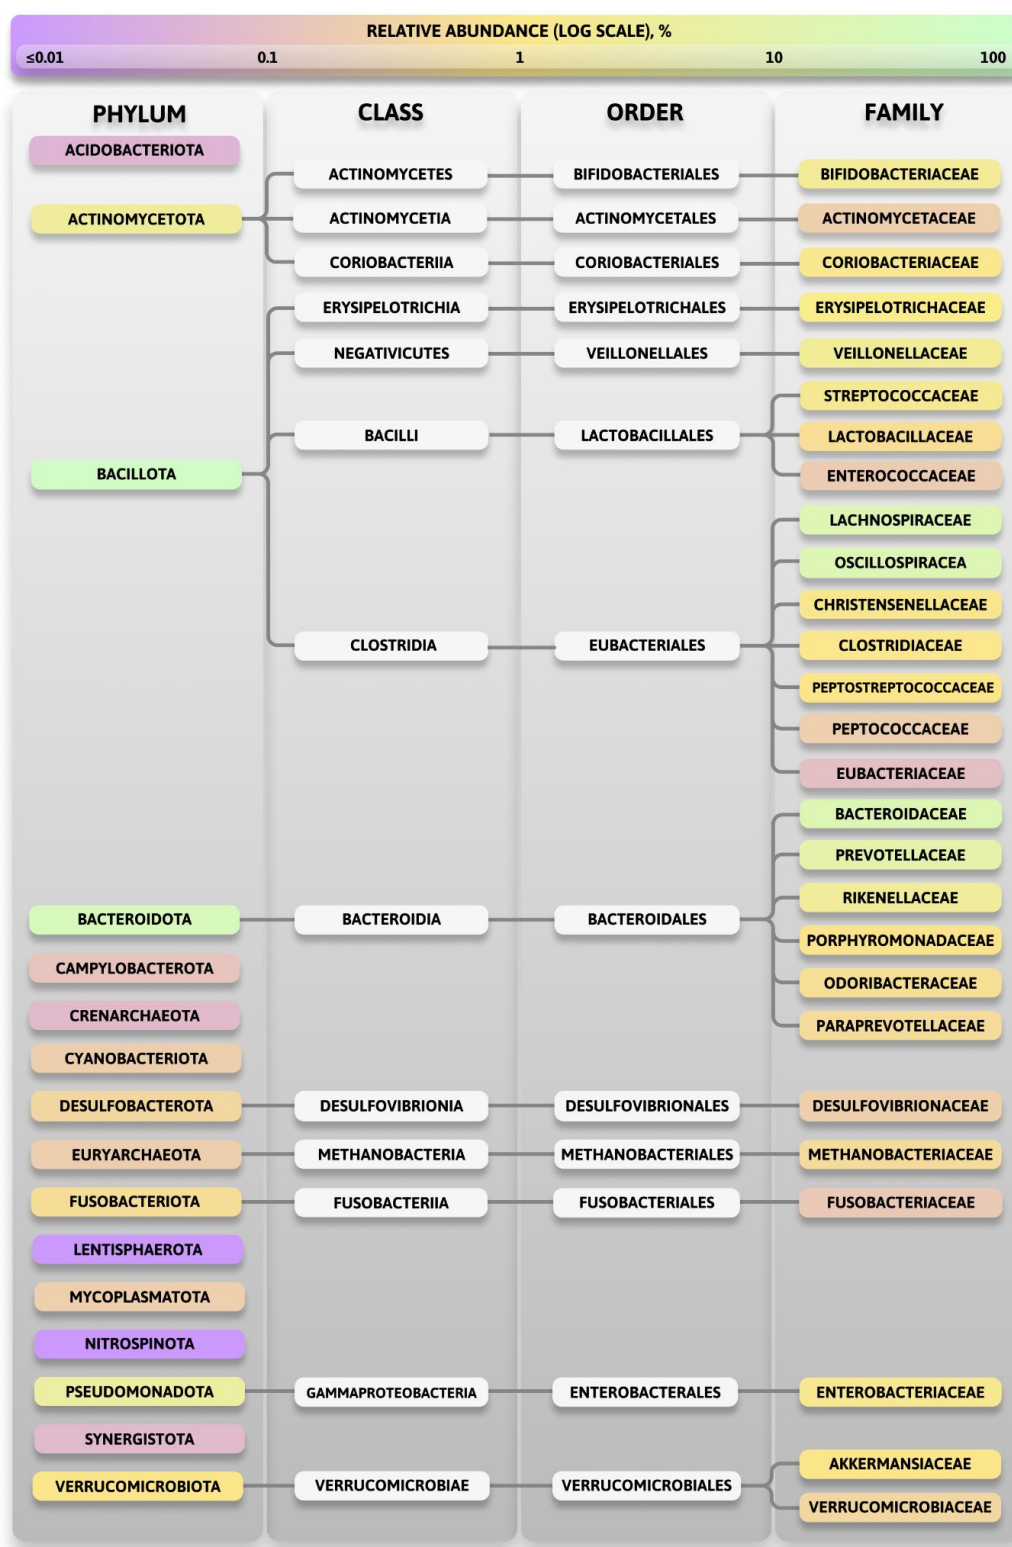 RELATIVE ABUNDANCE (LOG SCALE), %
≤0.01 0.1 1 10 100
PHYLUM CLASS ORDER FAMILY
ACIDOBACTERIOTA
ACTINOMYCETES BIFIDOBACTERIALES BIFIDOBACTERIACEAE
ACTINOMYCETOTA ACTINOMYCETIA ACTINOMYCETALES ACTINOMYCETACEAE
CORIOBACTERIIA CORIOBACTERIALES CORIOBACTERIACEAE
ERYSIPELOTRICHIA ERYSIPELOTRICHALES ERYSIPELOTRICHACEAE
NEGATIVICUTES VEILLONELLALES VEILLONELLACEAE
STREPTOCOCCACEAE
BACILLI LACTOBACILLALES LACTOBACILLACEAE
BACILLOTA ENTEROCOCCACEAE
LACHNOSPIRACEAE
OSCILLOSPIRACEA
CHRISTENSENELLACEAE
CLOSTRIDIA EUBACTERIALES CLOSTRIDIACEAE
PEPTOSTREPTOCOCCACEAE
PEPTOCOCCACEAE
EUBACTERIACEAE
BACTEROIDACEAE
PREVOTELLACEAE
RIKENELLACEAE
BACTEROIDOTA BACTEROIDIA BACTEROIDALES
PORPHYROMONADACEAE
CAMPYLOBACTEROTA
ODORIBACTERACEAE
CRENARCHAEOTA
PARAPREVOTELLACEAE
CYANOBACTERIOTA
DESULFOBACTEROTA DESULFOVIBRIONIA DESULFOVIBRIONALES DESULFOVIBRIONACEAE
EURYARCHAEOTA METHANOBACTERIA METHANOBACTERIALES METHANOBACTERIACEAE
FUSOBACTERIOTA FUSOBACTERIIA FUSOBACTERIALES FUSOBACTERIACEAE
LENTISPHAEROTA
MYCOPLASMATOTA
NITROSPINOTA
PSEUDOMONADOTA GAMMAPROTEOBACTERIA ENTEROBACTERALES ENTEROBACTERIACEAE
SYNERGISTOTA
AKKERMANSIACEAE
VERRUCOMICROBIOTA VERRUCOMICROBIAE VERRUCOMICROBIALES
VERRUCOMICROBIACEAE